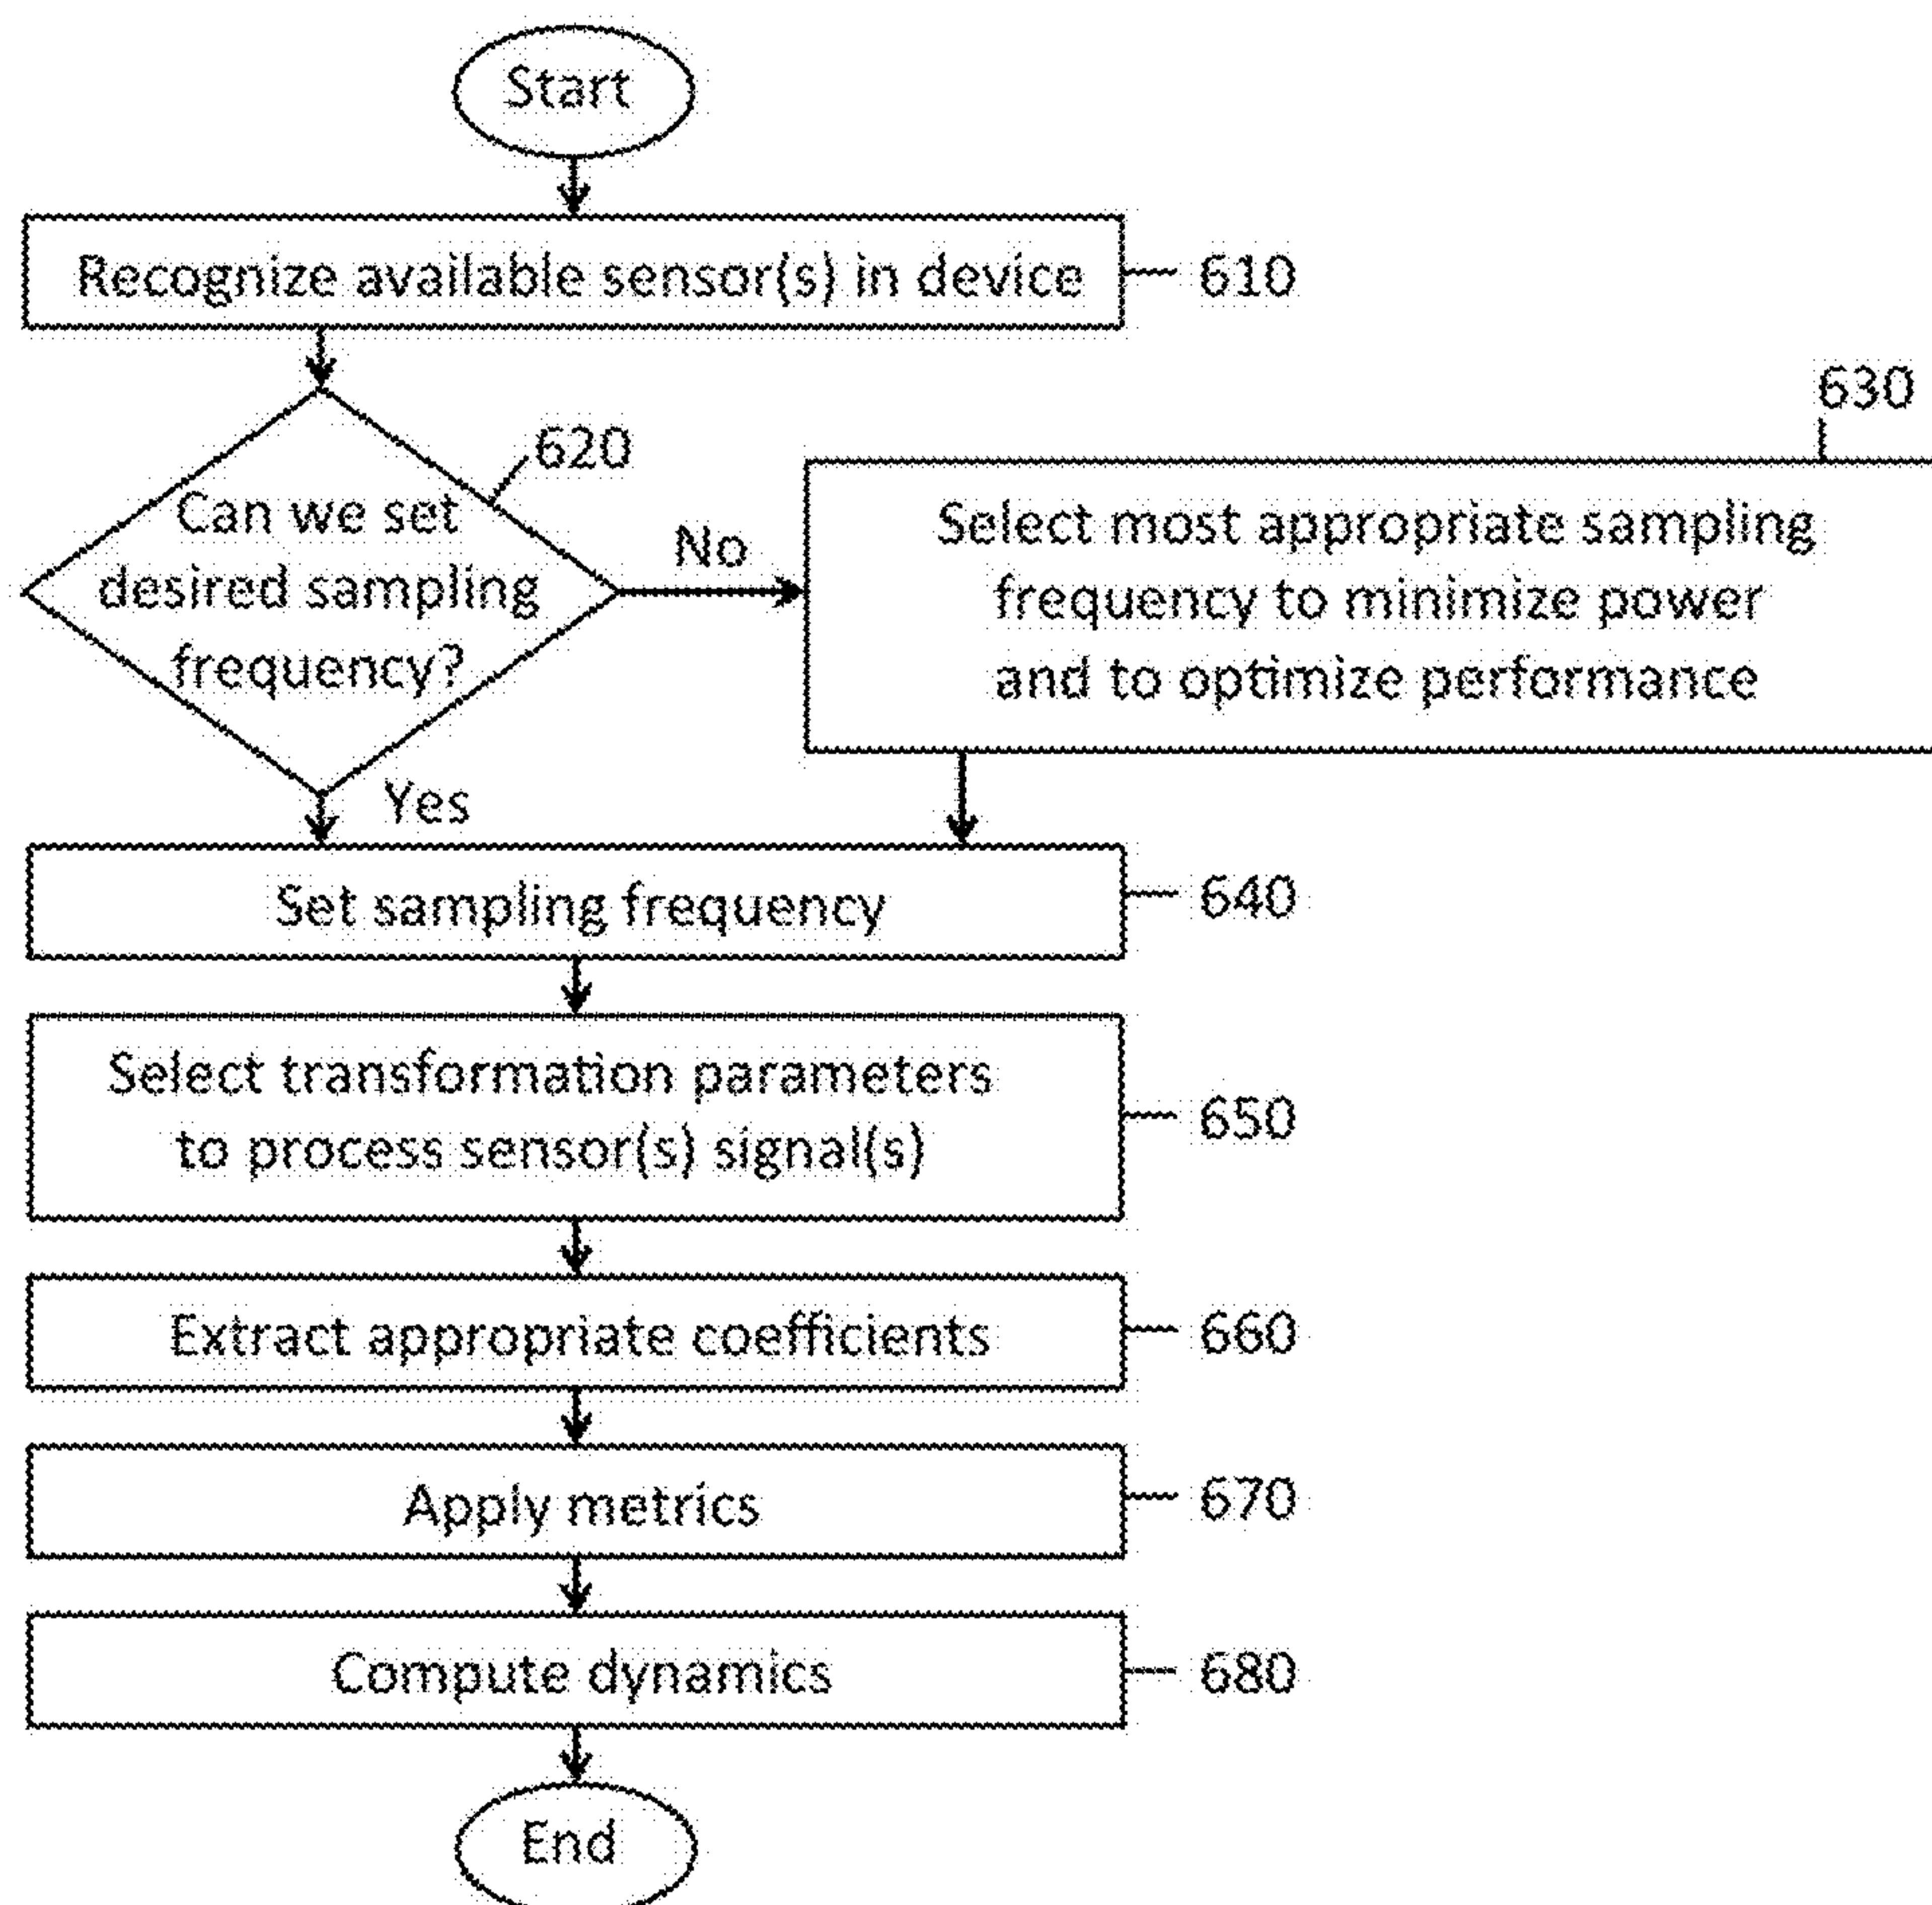 Start
Recognize available sensor(s) in device
610
630
620
Can we set
desired sampling
frequency?
No
Select most appropriate sampling
frequency to minimize power
and to optimize performance
Yes
Set sampling frequency
640
Select transformation parameters
to process sensor(s) signal(s)
650
Extract appropriate coefficients
660
Apply metrics
670
Compute dynamics
680
End